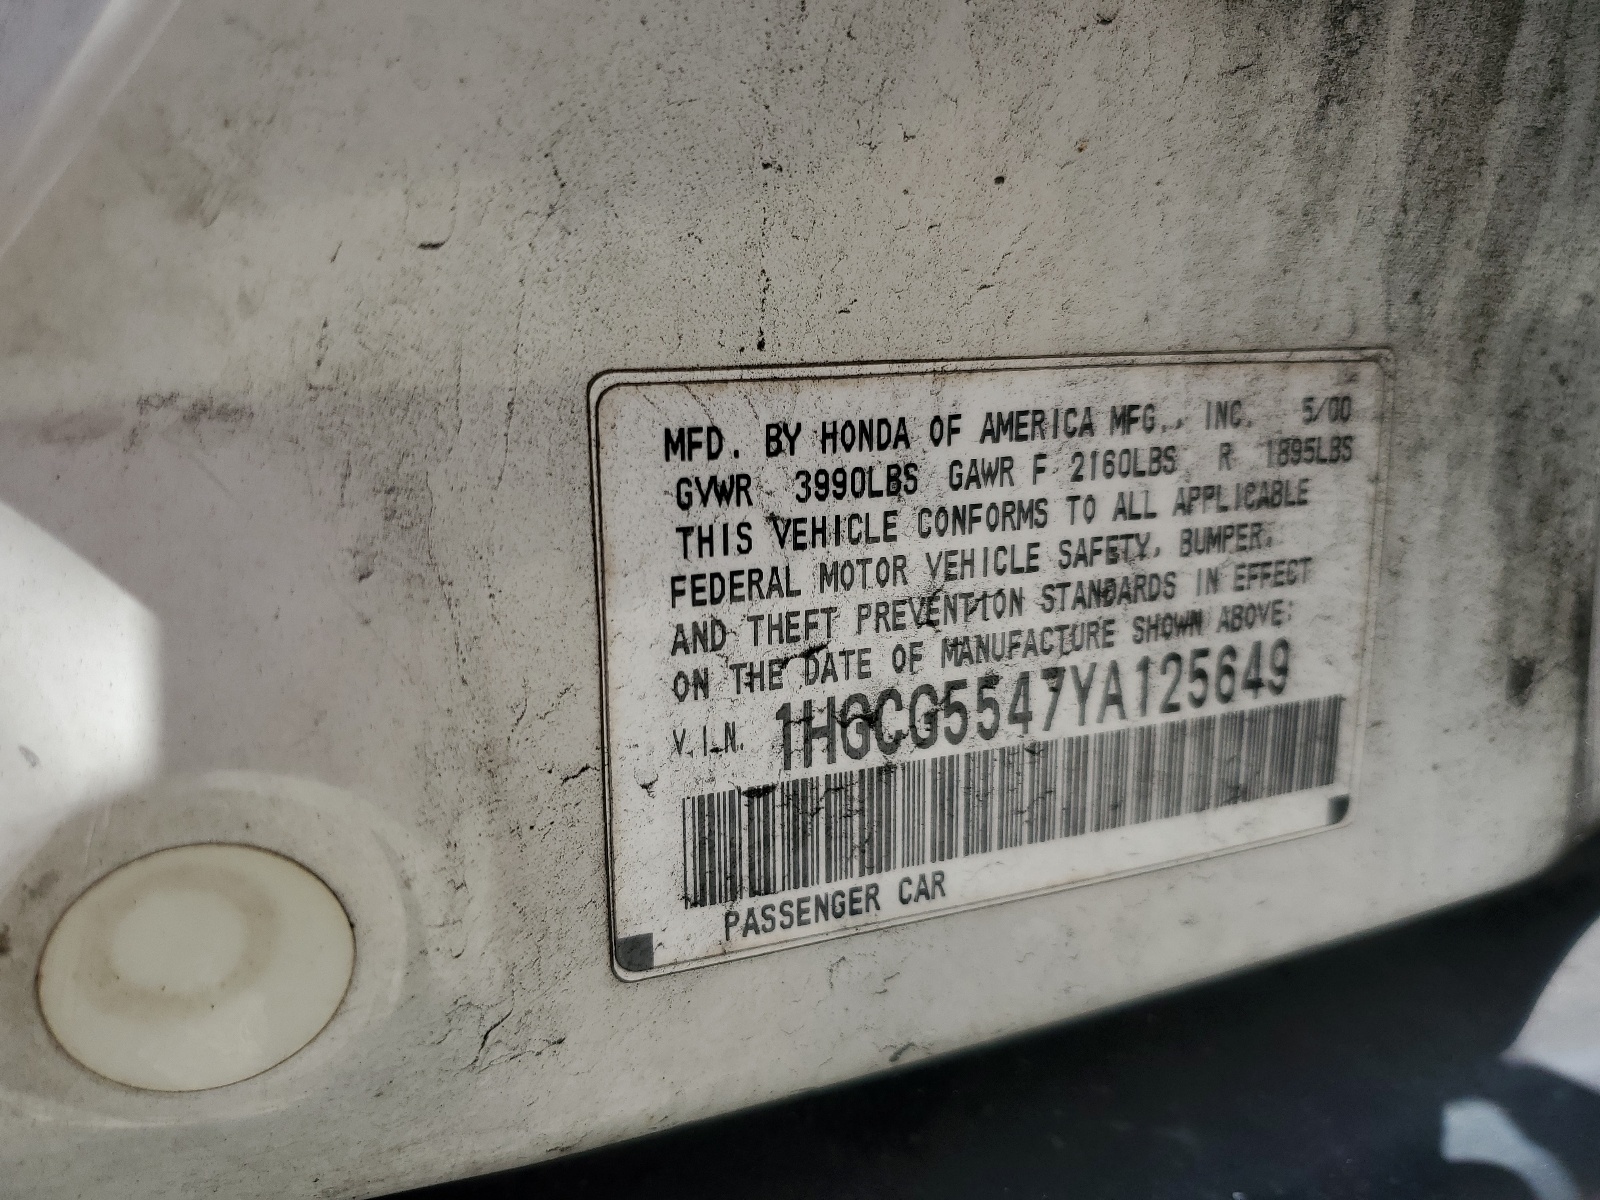 MFD. BY HONDA OF AMERICA MFG., INC. 5/00
GVWR 3990LBS GAWR F 2160LBS R 1895LBS
THIS VEHICLE CONFORMS TO ALL APPLICABLE
FEDERAL MOTOR VEHICLE SAFETY, BUMPER,
AND THEFT PREVENTION STANDARDS IN EFFECT
ON THE DATE OF MANUFACTURE SHOWN ABOVE.
V.I.N. 1HGCG5547YA125649
PASSENGER CAR